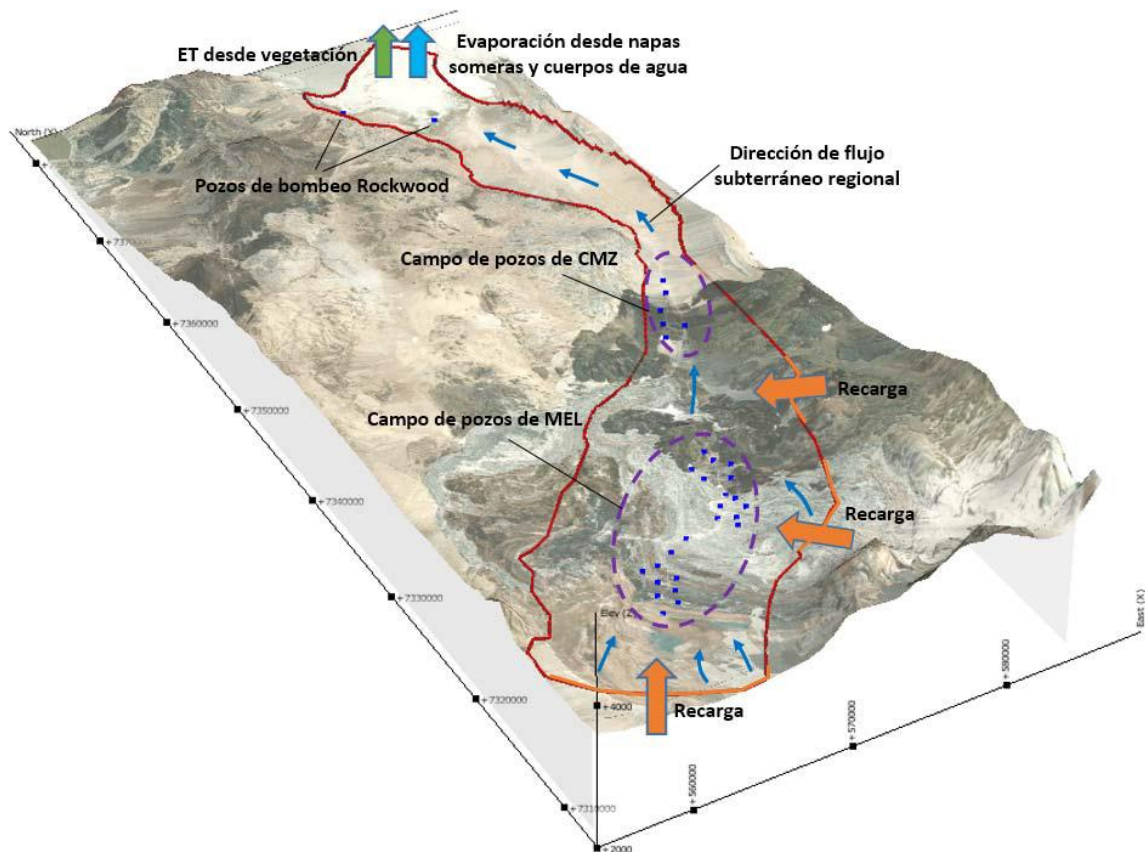 ET desde vegetación
Evaporación desde napas
someras y cuerpos de agua
North (Y)
Pozos de bombeo Rockwood
Dirección de flujo
subterráneo regional
+7370000
Campo de pozos de CMZ
+7360000
Recarga
+7350000
Campo de pozos de MEL
+7340000
Recarga
+7330000
Elev (Z)
East (X)
+580000
+7320000
+4000
Recarga
+570000
+560000
+7310000
+2000